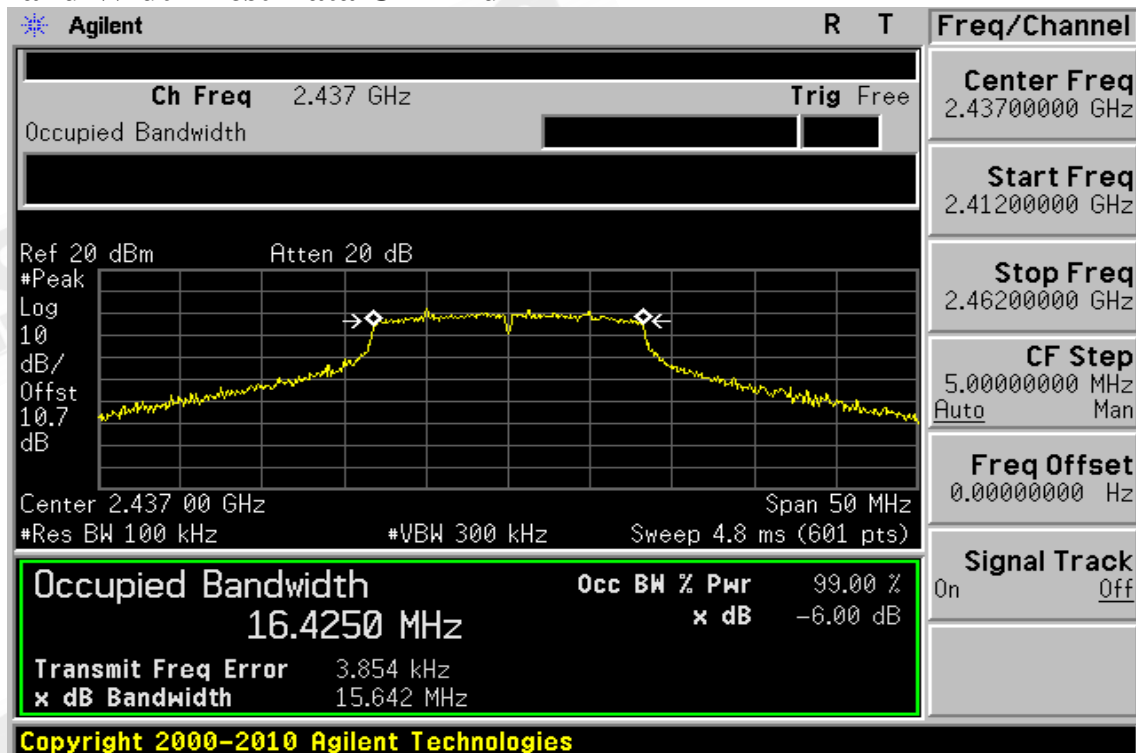 Agilent R T Freq/Channel
Ch Freq 2.437 GHz Trig Free
Occupied Bandwidth
Center Freq
2.43700000 GHz
Start Freq
2.41200000 GHz
Stop Freq
2.46200000 GHz
CF Step
5.00000000 MHz
Auto Man
Freq Offset
0.00000000 Hz
Signal Track
On Off
Ref 20 dBm Atten 20 dB
#Peak
Log
10
dB/
Offst
10.7
dB
Center 2.437 00 GHz Span 50 MHz
#Res BW 100 kHz #VBW 300 kHz Sweep 4.8 ms (601 pts)
Occupied Bandwidth Occ BW % Pwr 99.00 %
16.4250 MHz x dB -6.00 dB
Transmit Freq Error 3.854 kHz
x dB Bandwidth 15.642 MHz
Copyright 2000-2010 Agilent Technologies